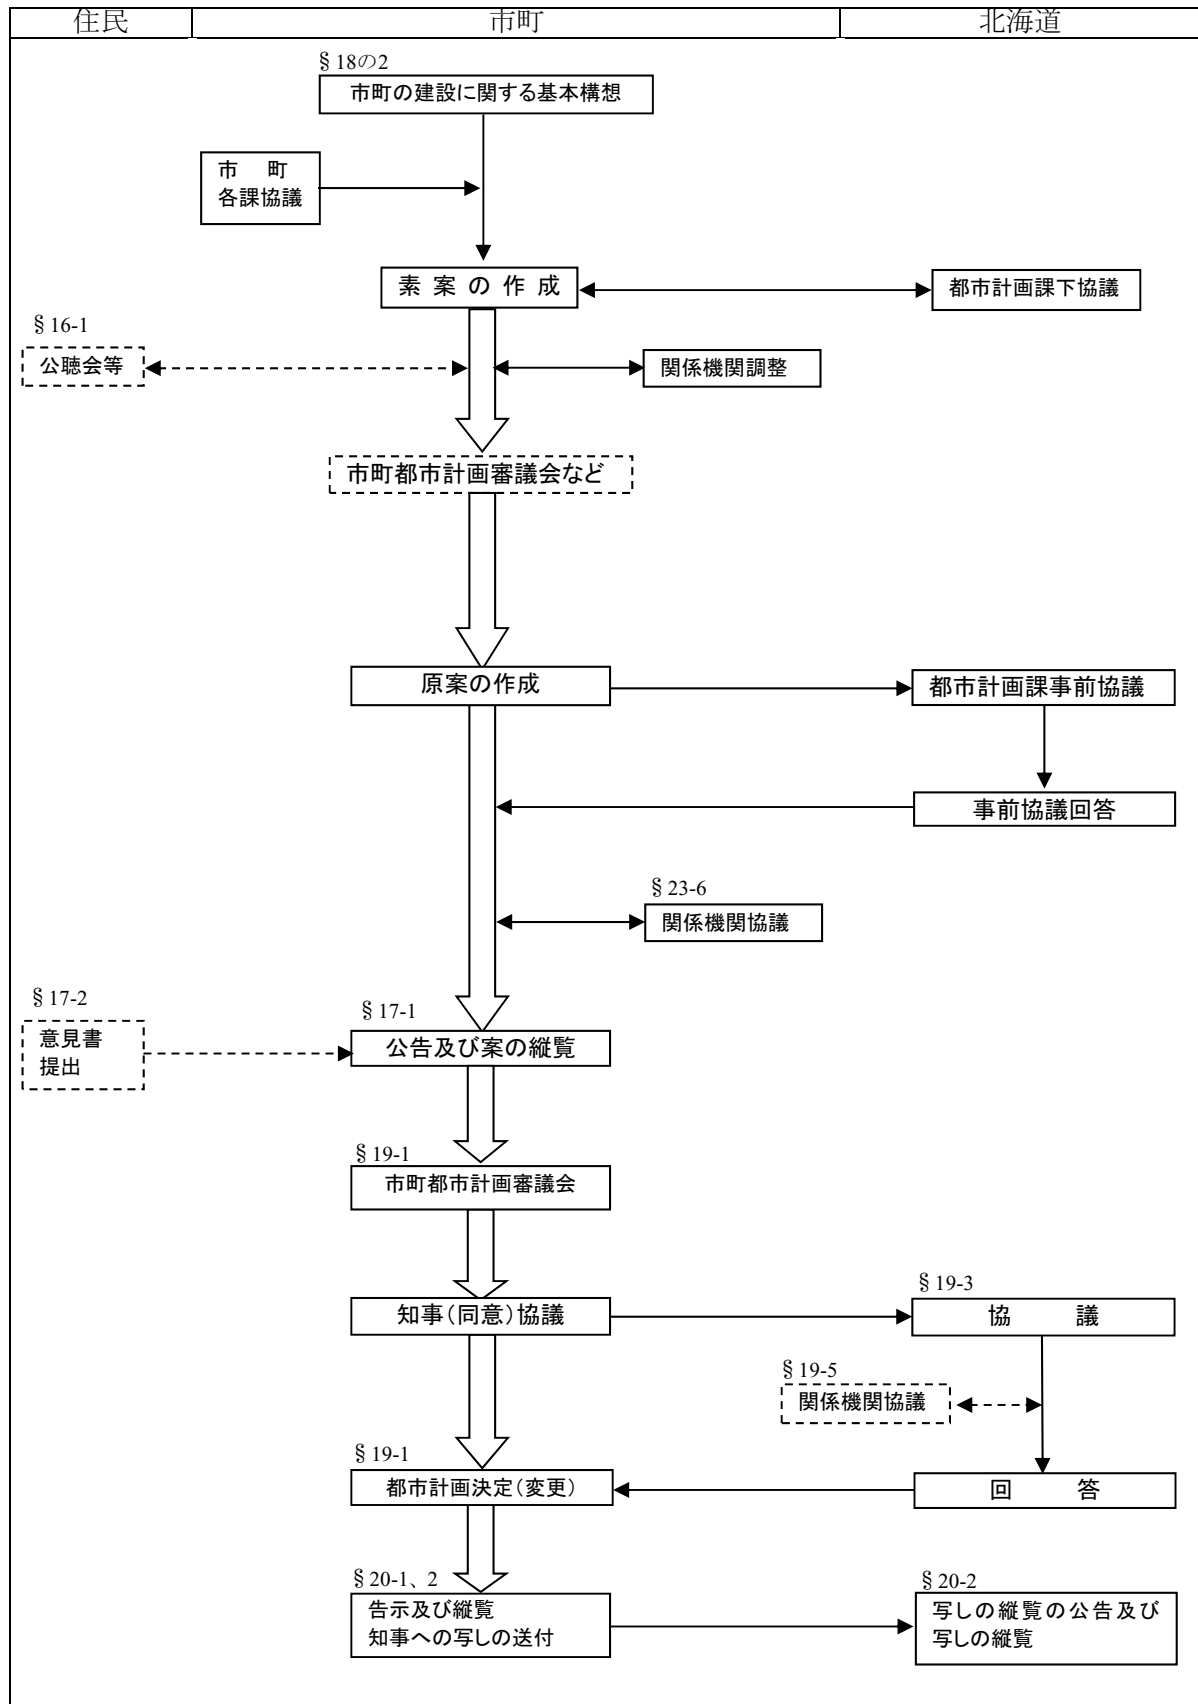 住民
市町
北海道
§ 18の2
市町の建設に関する基本構想
市 町
各課協議
素 案 の 作 成
都市計画課下協議
§ 16-1
公聴会等
関係機関調整
市町都市計画審議会など
原案の作成
都市計画課事前協議
事前協議回答
§ 23-6
関係機関協議
§ 17-2
意見書
提出
§ 17-1
公告及び案の縦覧
§ 19-1
市町都市計画審議会
知事(同意)協議
§ 19-3
協 議
§ 19-5
関係機関協議
§ 19-1
都市計画決定(変更)
回 答
§ 20-1、2
告示及び縦覧
知事への写しの送付
§ 20-2
写しの縦覧の公告及び
写しの縦覧